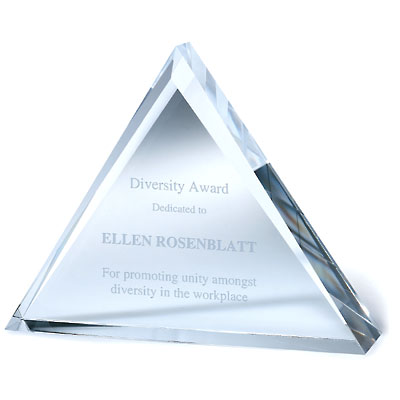 Diversity Award
Dedicated to
ELLEN ROSENBLATT
For promoting unity amongst
diversity in the workplace